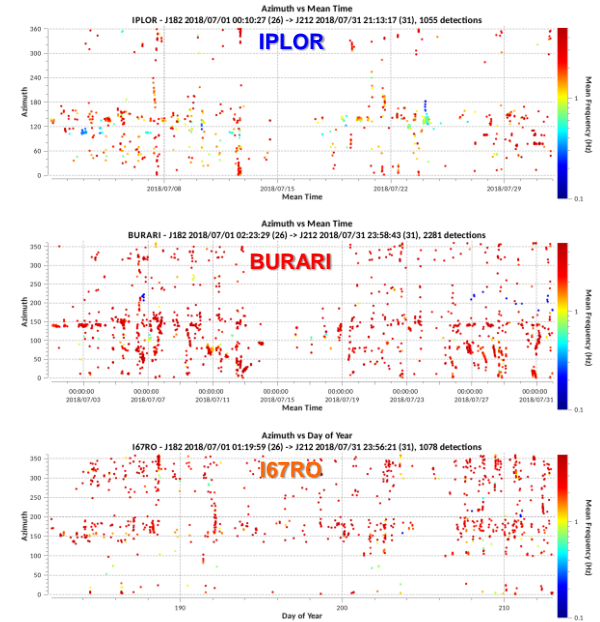 Azimuth vs Mean Time
IPLOR - J182 2018/07/01 00:10:27 (26) -> J212 2018/07/31 21:13:17 (31), 1055 detections
IPLOR
360
300
240
180
120
60
0
Azimuth
2018/07/08
2018/07/15
2018/07/22
2018/07/29
Mean Time
1
0.1
Mean Frequency (Hz)
Azimuth vs Mean Time
BURARI - J182 2018/07/01 02:23:29 (26) -> J212 2018/07/31 23:58:43 (31), 2281 detections
BURARI
350
300
250
200
150
100
50
0
Azimuth
00:00:00 00:00:00 00:00:00 00:00:00 00:00:00 00:00:00 00:00:00 00:00:00
2018/07/03 2018/07/07 2018/07/11 2018/07/15 2018/07/19 2018/07/23 2018/07/27 2018/07/31
Mean Time
1
0.1
Mean Frequency (Hz)
Azimuth vs Day of Year
I67RO - J182 2018/07/01 01:19:59 (26) -> J212 2018/07/31 23:56:21 (31), 1078 detections
I67RO
350
300
250
200
150
100
50
0
Azimuth
190
200
210
Day of Year
1
0.1
Mean Frequency (Hz)